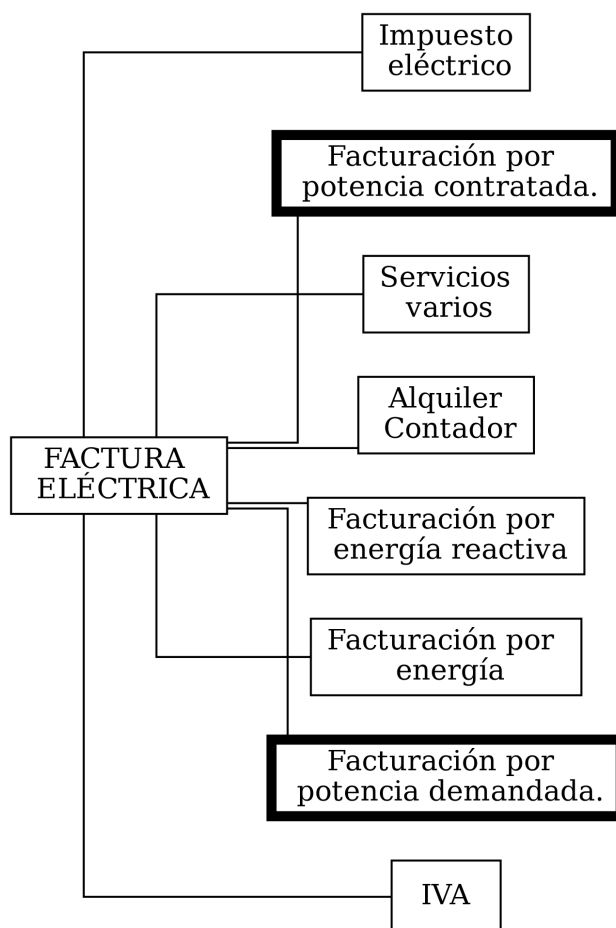 Impuesto
eléctrico
Facturación por
potencia contratada.
Servicios
varios
Alquiler
Contador
FACTURA
ELÉCTRICA
Facturación por
energía reactiva
Facturación por
energía
Facturación por
potencia demandada.
IVA